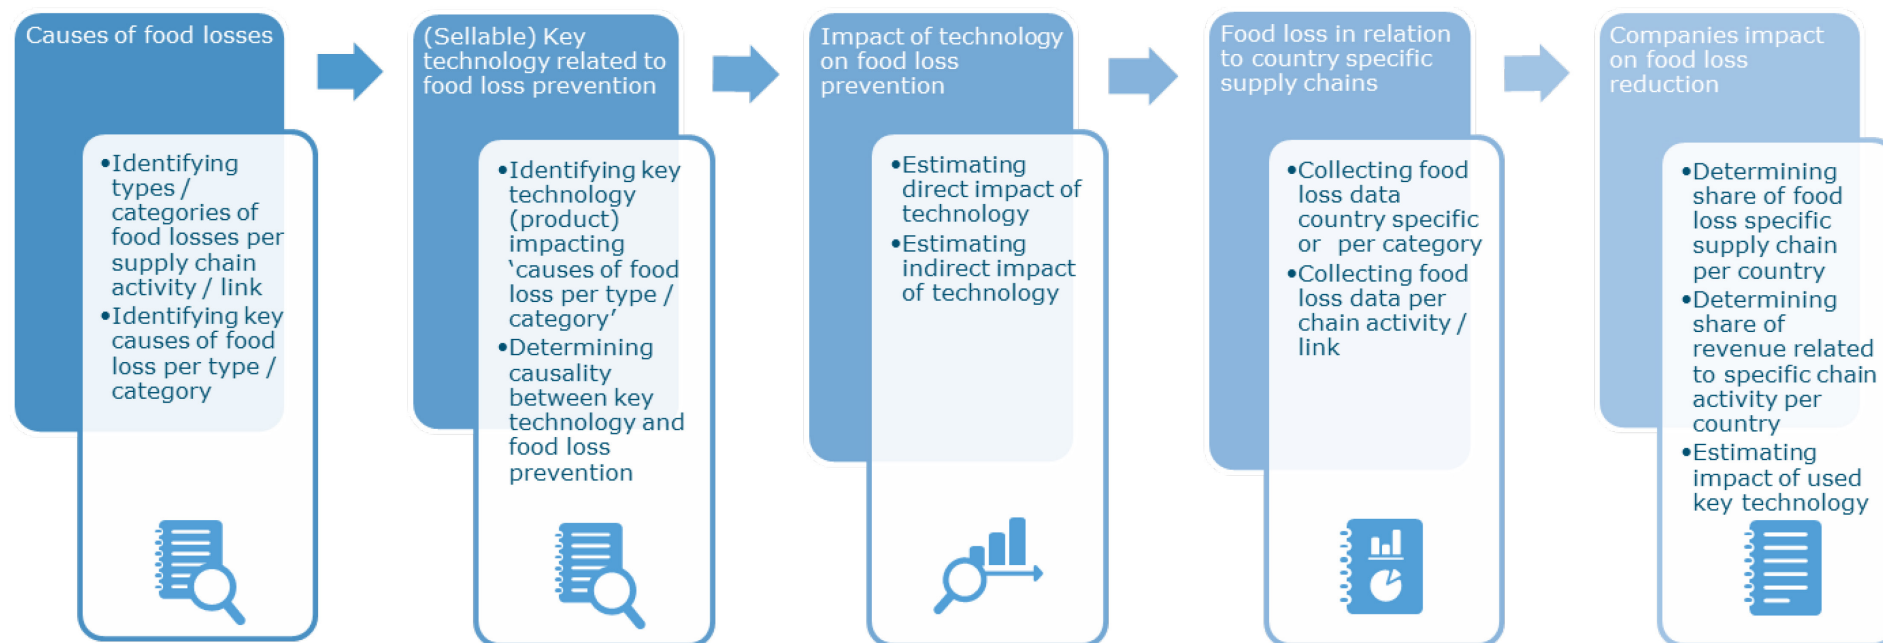 Causes of food losses
•Identifying
types /
categories of
food losses per
supply chain
activity / link
•Identifying key
causes of food
loss per type /
category
(Sellable) Key
technology related to
food loss prevention
•Identifying key
technology
(product)
impacting
‘causes of food
loss per type /
category’
•Determining
causality
between key
technology and
food loss
prevention
Impact of technology
on food loss
prevention
•Estimating
direct impact of
technology
•Estimating
indirect impact
of technology
Food loss in relation
to country specific
supply chains
•Collecting food
loss data
country specific
or per category
•Collecting food
loss data per
chain activity /
link
Companies impact
on food loss
reduction
•Determining
share of food
loss specific
supply chain
per country
•Determining
share of
revenue related
to specific chain
activity per
country
•Estimating
impact of used
key technology